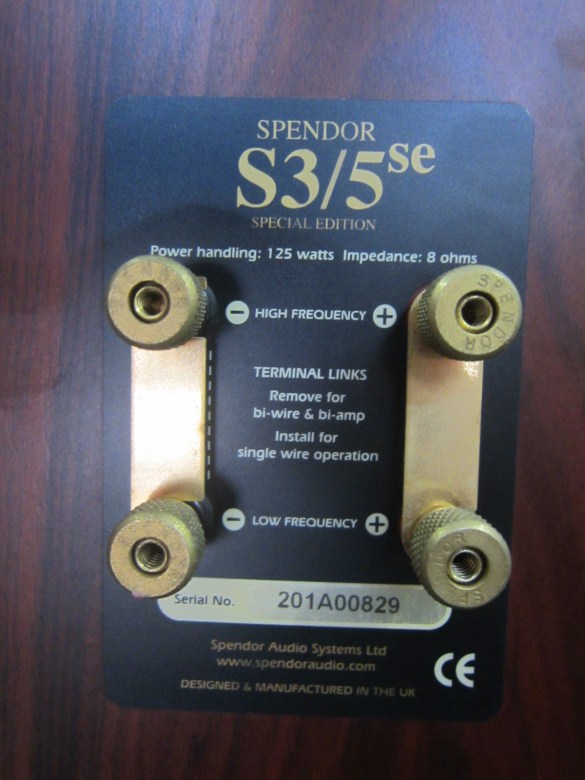 SPENDOR
S3/5se
SPECIAL EDITION
Power handling: 125 watts Impedance: 8 ohms
SPENDOR
− HIGH FREQUENCY +
TERMINAL LINKS
Remove for
bi-wire & bi-amp
Install for
single wire operation
− LOW FREQUENCY +
Serial No. 201A00829
Spendor Audio Systems Ltd
www.spendoraudio.com
CE
DESIGNED & MANUFACTURED IN THE UK